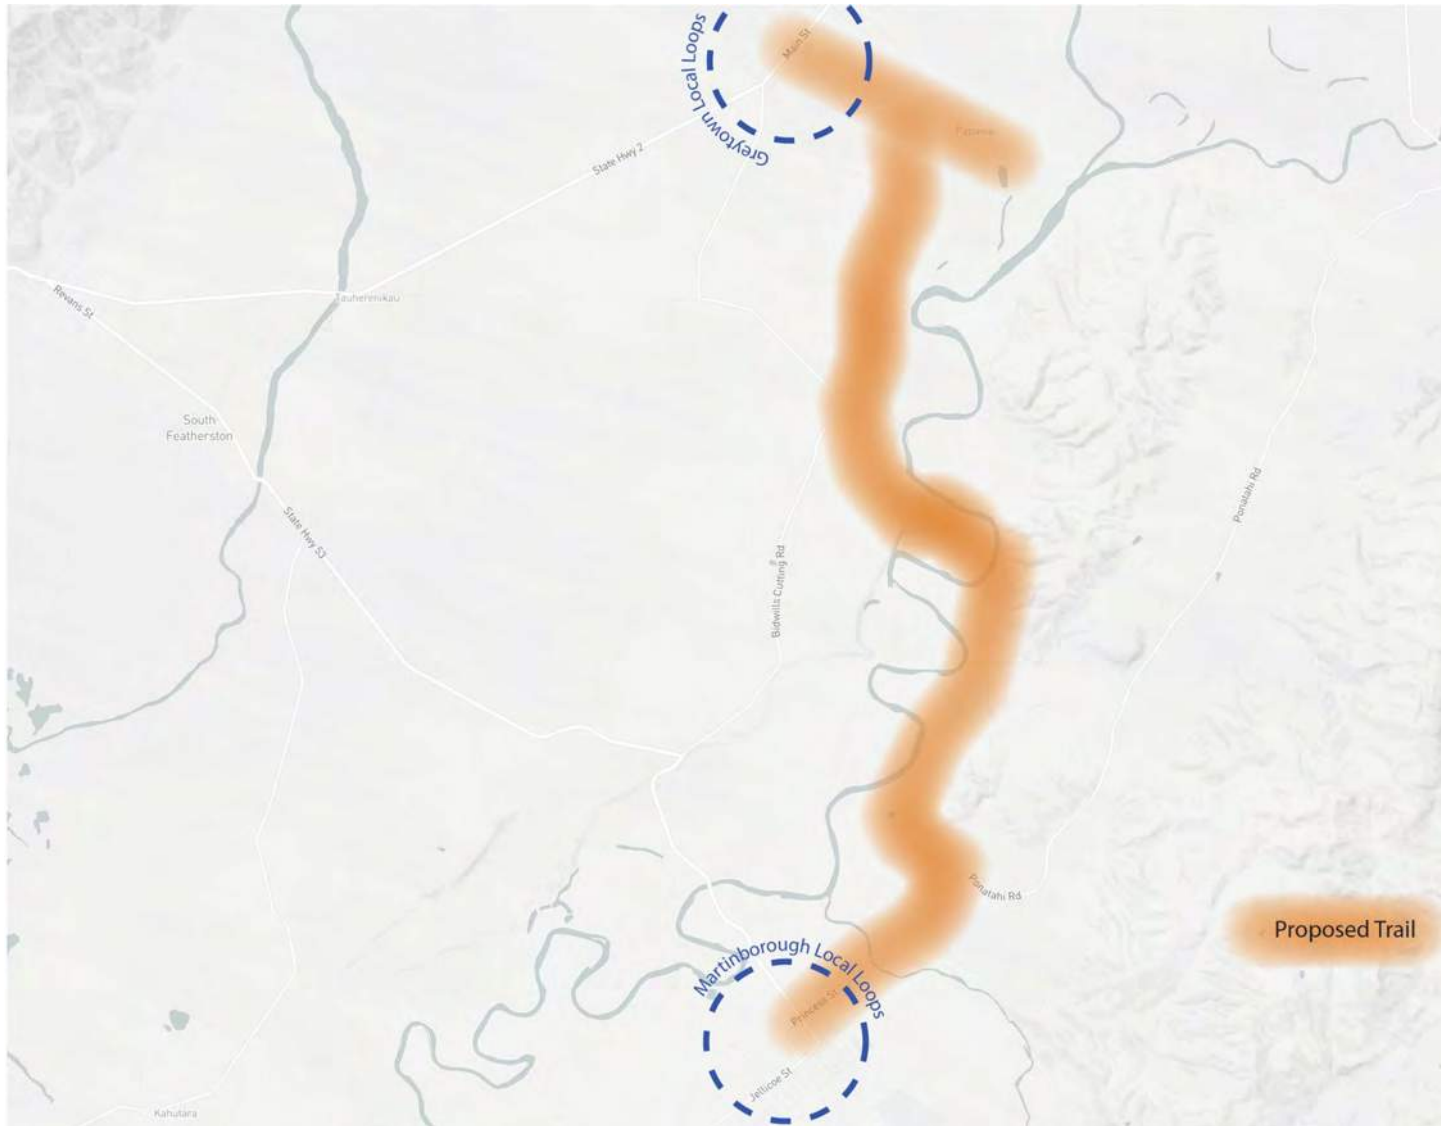 Main St
Greytown Local Loops
State Hwy 2
Revans St
Tauherenikau
South
Featherston
State Hwy 53
Bidwills Cutting Rd
Ponatahi Rd
Ponatahi Rd
Proposed Trail
Martinborough Local Loops
Princess St
Jellicoe St
Kahutara